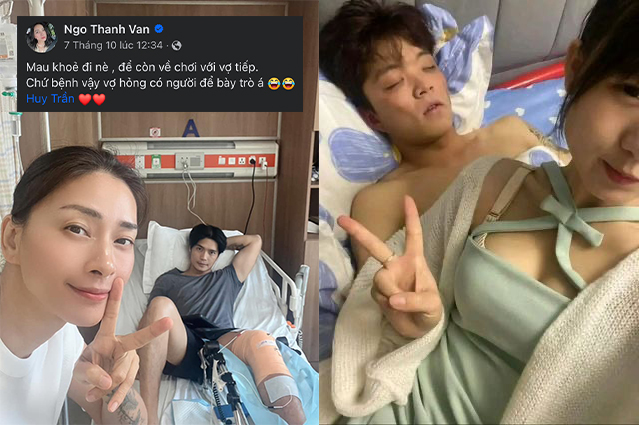 Ngo Thanh Van
7 Tháng 10 lúc 12:34 ·
Mau khoẻ đi nè , để còn về chơi với vợ tiếp.
Chứ bệnh vậy vợ hỏng có người để bày trò á 😂😂
Huy Trần ❤️❤️
A